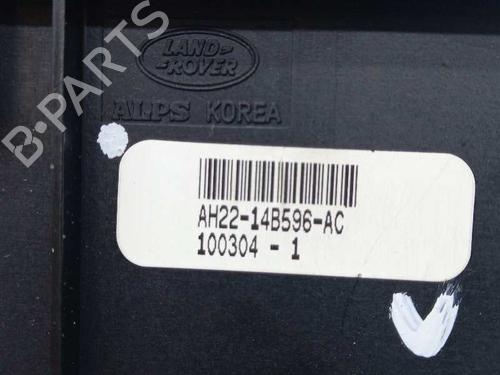 LAND
ROVER
ALPS KOREA
B-PARTS
AH22-14B596-AC
100304 - 1